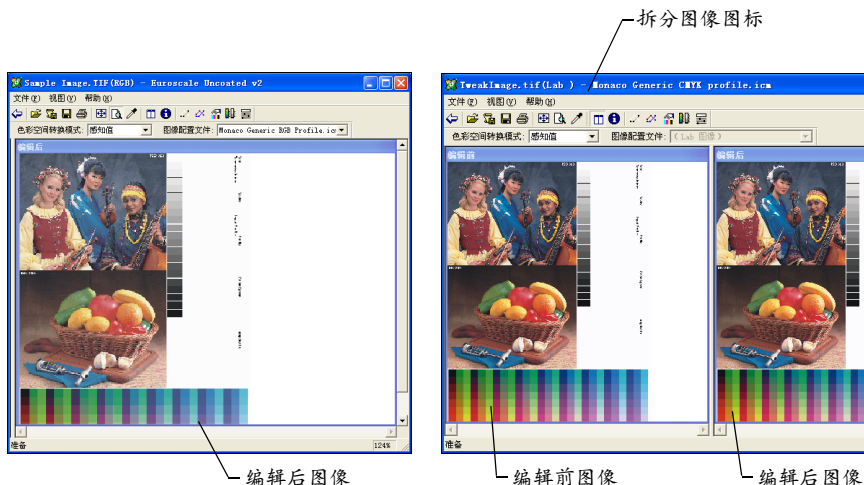 拆分图像图标
Sample Image.TIF(RGB) - Euroscale Uncoated v2
文件(F) 视图(V) 帮助(H)
色彩空间转换模式: 感知值 图像配置文件: Monaco Generic RGB Profile.ic
编辑后
准备 124%
编辑后图像
TweakImage.tif(Lab ) - Monaco Generic CMYK profile.icm
文件(F) 视图(V) 帮助(H)
色彩空间转换模式: 感知值 图像配置文件: (Lab 图像)
编辑前 编辑后
准备
编辑前图像 编辑后图像